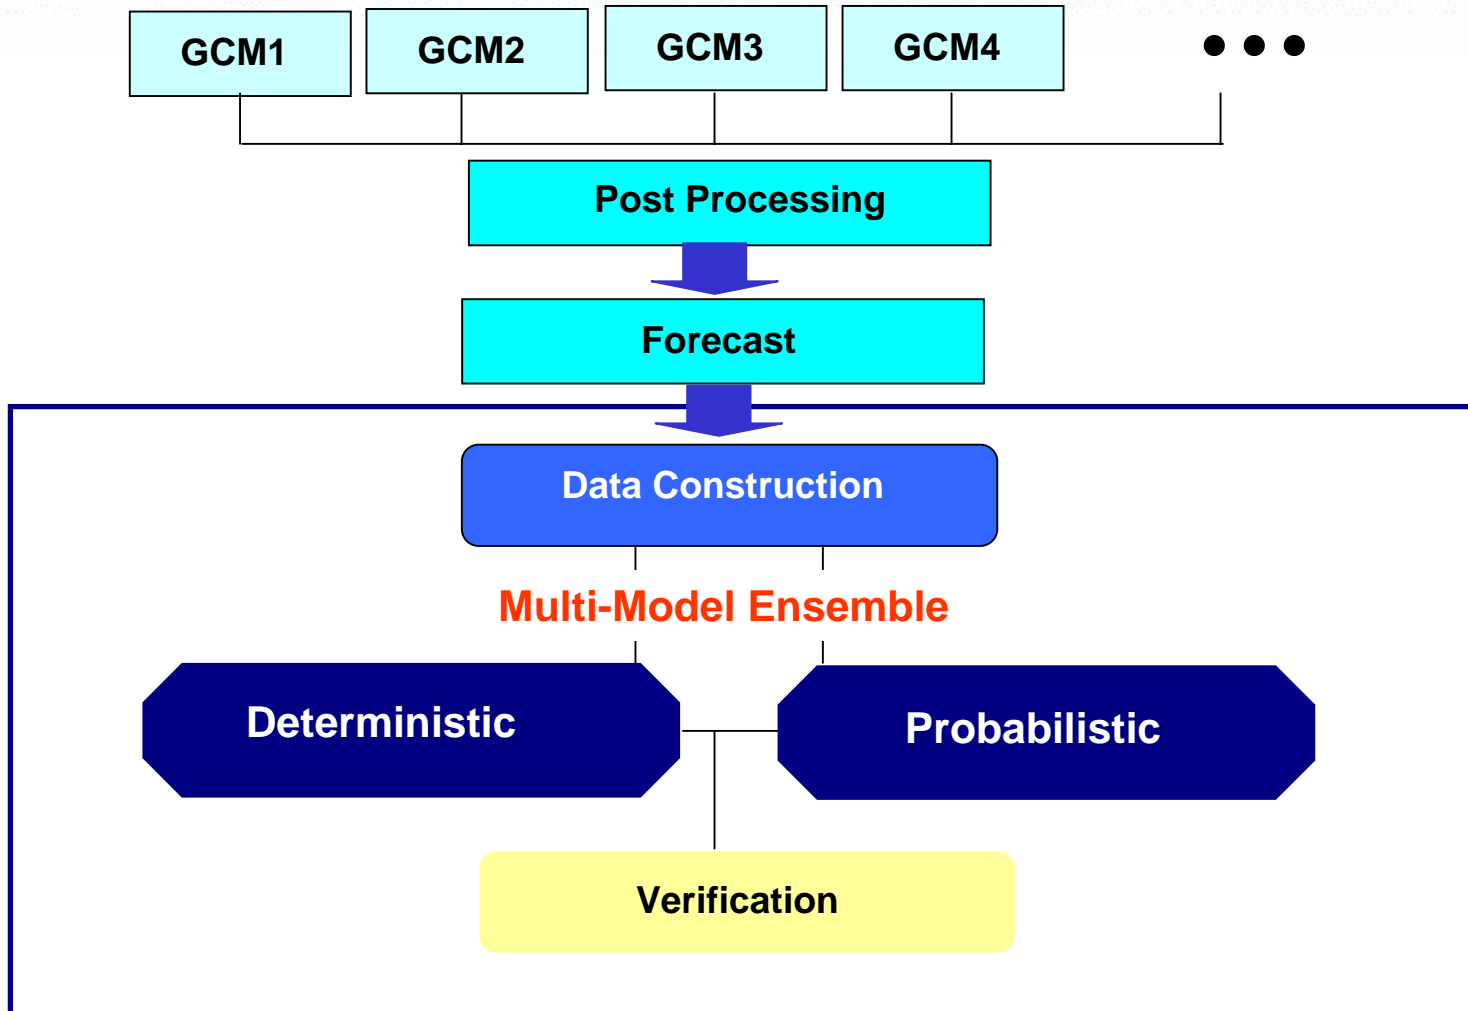 GCM1 GCM2 GCM3 GCM4 •••
Post Processing
Forecast
Data Construction
Multi-Model Ensemble
Deterministic Probabilistic
Verification